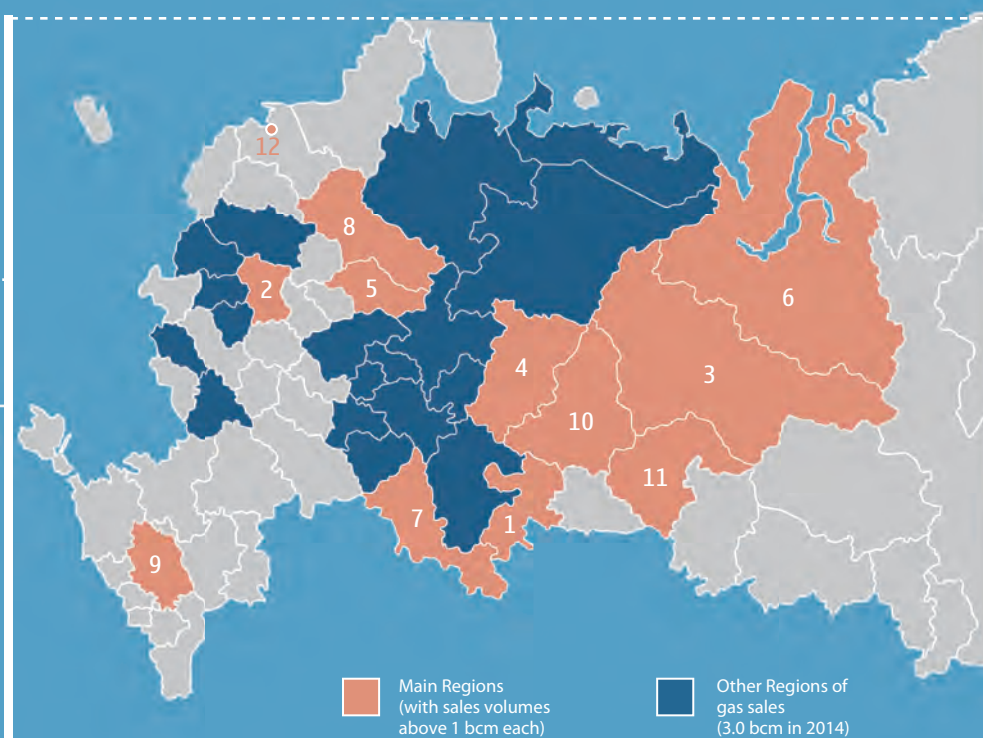 12
8
2
5
6
4
3
10
11
7
1
9
Main Regions
(with sales volumes
above 1 bcm each)
Other Regions of
gas sales
(3.0 bcm in 2014)